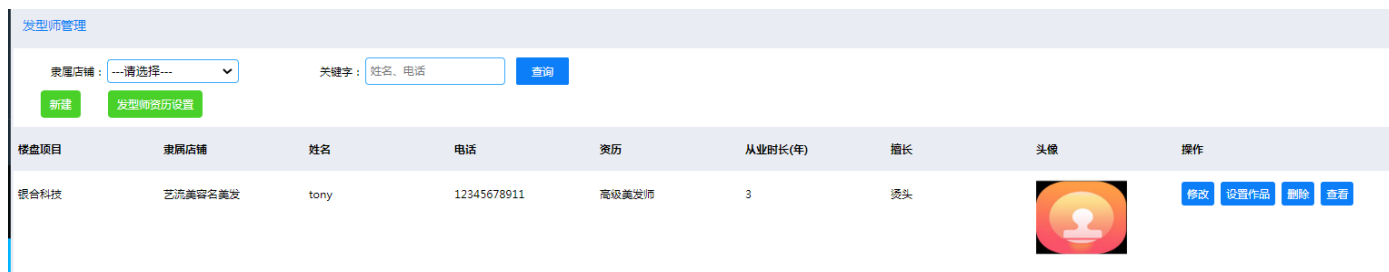 发型师管理
隶属店铺： ---请选择--- 关键字： 姓名、电话 查询
新建 发型师资历设置
楼盘项目 隶属店铺 姓名 电话 资历 从业时长(年) 擅长 头像 操作
银合科技 艺流美容名美发 tony 12345678911 高级美发师 3 烫头 修改 设置作品 删除 查看